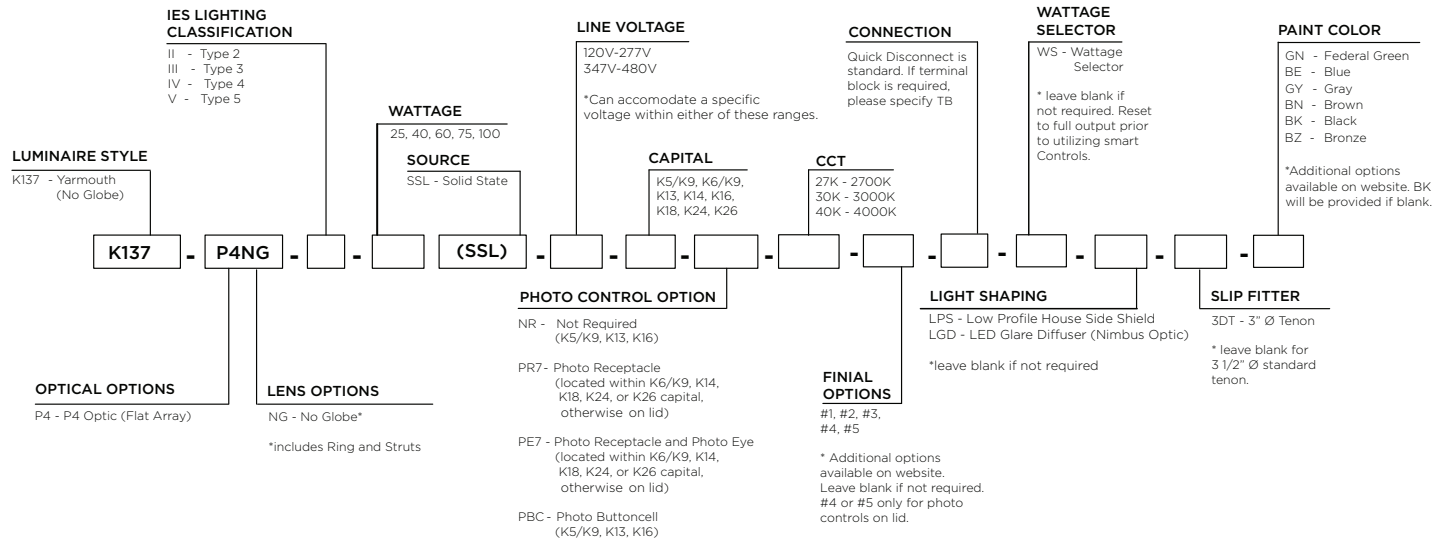 IES LIGHTING
CLASSIFICATION
II - Type 2
III - Type 3
IV - Type 4
V - Type 5
LINE VOLTAGE
120V-277V
347V-480V
*Can accomodate a specific
voltage within either of these ranges.
CONNECTION
Quick Disconnect is
standard. If terminal
block is required,
please specify TB
WATTAGE
SELECTOR
WS - Wattage
Selector
* leave blank if
not required. Reset
to full output prior
to utilizing smart
Controls.
PAINT COLOR
GN - Federal Green
BE - Blue
GY - Gray
BN - Brown
BK - Black
BZ - Bronze
*Additional options
available on website. BK
will be provided if blank.
WATTAGE
25, 40, 60, 75, 100
LUMINAIRE STYLE
K137 - Yarmouth
(No Globe)
SOURCE
SSL - Solid State
CAPITAL
K5/K9, K6/K9,
K13, K14, K16,
K18, K24, K26
CCT
27K - 2700K
30K - 3000K
40K - 4000K
K137 - P4NG - - (SSL) - - - - - - - - - -
PHOTO CONTROL OPTION
NR - Not Required
(K5/K9, K13, K16)
PR7 - Photo Receptacle
(located within K6/K9, K14,
K18, K24, or K26 capital,
otherwise on lid)
PE7 - Photo Receptacle and Photo Eye
(located within K6/K9, K14,
K18, K24, or K26 capital,
otherwise on lid)
PBC - Photo Buttoncell
(K5/K9, K13, K16)
LIGHT SHAPING
LPS - Low Profile House Side Shield
LGD - LED Glare Diffuser (Nimbus Optic)
*leave blank if not required
SLIP FITTER
3DT - 3" Ø Tenon
* leave blank for
3 1/2" Ø standard
tenon.
OPTICAL OPTIONS
P4 - P4 Optic (Flat Array)
LENS OPTIONS
NG - No Globe*
*includes Ring and Struts
FINIAL
OPTIONS
#1, #2, #3,
#4, #5
* Additional options
available on website.
Leave blank if not required.
#4 or #5 only for photo
controls on lid.